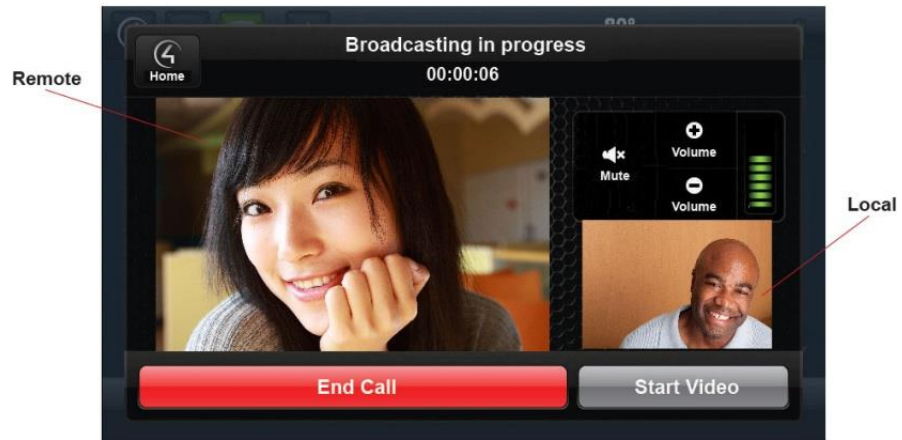 Broadcasting in progress
00:00:06
Home
Remote
Volume
Mute
Volume
Local
End Call
Start Video